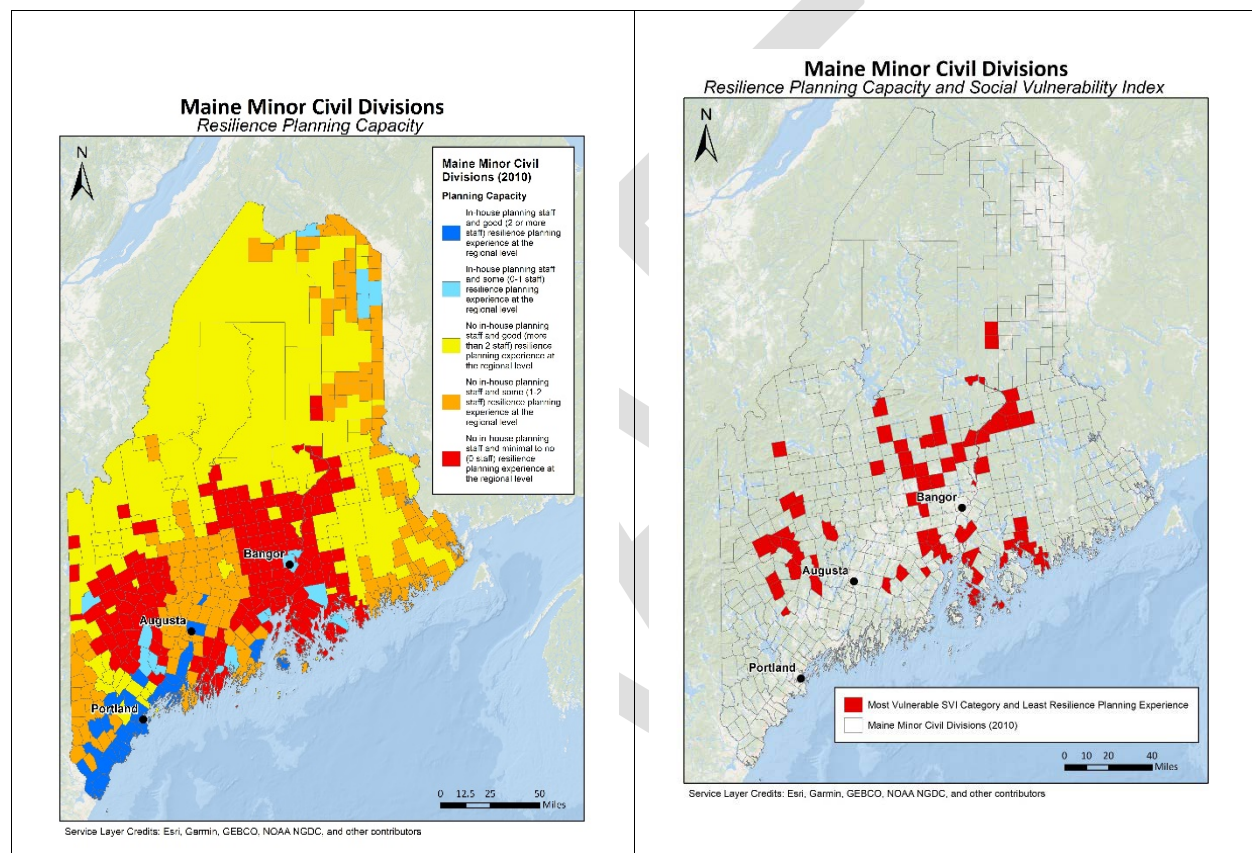 Maine Minor Civil Divisions
Resilience Planning Capacity
N
Maine Minor Civil
Divisions (2010)
Planning Capacity
In-house planning staff
and good (2 or more
staff) resilience planning
experience at the
regional level
In-house planning staff
and some (0-1 staff)
resilience planning
experience at the
regional level
No in-house planning
staff and good (more
than 2 staff) resilience
planning experience at
the regional level
No in-house planning
staff and some (1-2
staff) resilience planning
experience at the
regional level
No in-house planning
staff and minimal to no
(0 staff) resilience
planning experience at
the regional level
Bangor
Augusta
Portland
0 12.5 25 50
Miles
Service Layer Credits: Esri, Garmin, GEBCO, NOAA NGDC, and other contributors
Maine Minor Civil Divisions
Resilience Planning Capacity and Social Vulnerability Index
N
Bangor
Augusta
Portland
Most Vulnerable SVI Category and Least Resilience Planning Experience
Maine Minor Civil Divisions (2010)
0 10 20 40
Miles
Service Layer Credits: Esri, Garmin, GEBCO, NOAA NGDC, and other contributors